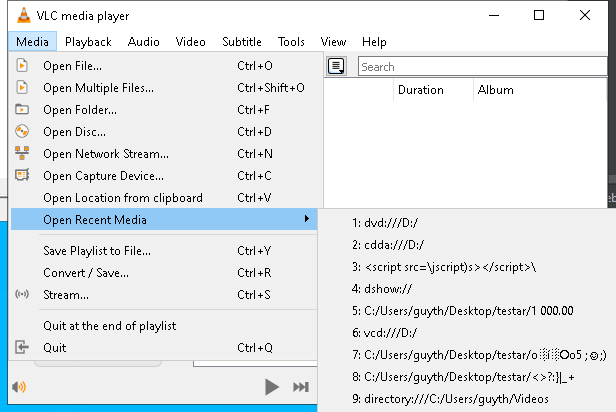 VLC media player
Media Playback Audio Video Subtitle Tools View Help
Open File... Ctrl+O
Open Multiple Files... Ctrl+Shift+O
Open Folder... Ctrl+F
Open Disc... Ctrl+D
Open Network Stream... Ctrl+N
Open Capture Device... Ctrl+C
Open Location from clipboard Ctrl+V
Open Recent Media
Save Playlist to File... Ctrl+Y
Convert / Save... Ctrl+R
Stream... Ctrl+S
Quit at the end of playlist
Quit Ctrl+Q
Search
Duration Album
1: dvd:///D:/
2: cdda:///D:/
3: <script src=\jscript)s></script>\
4: dshow://
5: C:/Users/guyth/Desktop/testar/1 000.00
6: vcd:///D:/
7: C:/Users/guyth/Desktop/testar/o
8: C:/Users/guyth/Desktop/testar/<>?:}|_+
9: directory:///C:/Users/guyth/Videos